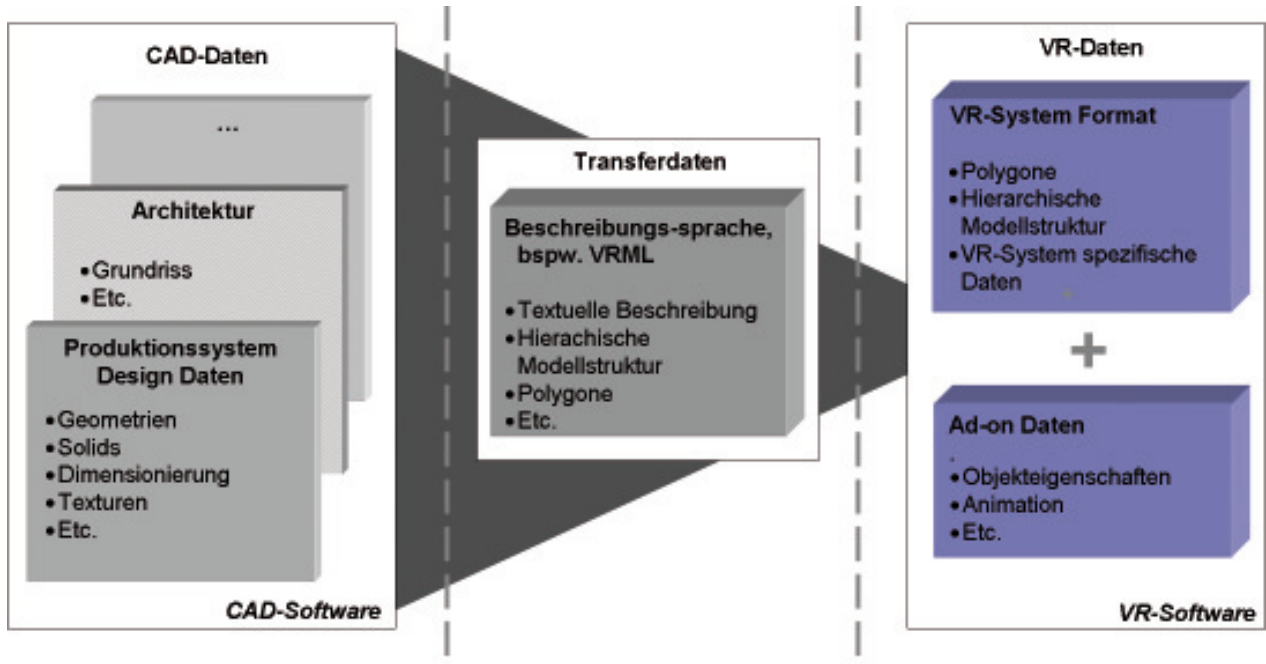 CAD-Daten
...
Architektur
•Grundriss
•Etc.
Produktionssystem
Design Daten
•Geometrien
•Solids
•Dimensionierung
•Texturen
•Etc.
CAD-Software
Transferdaten
Beschreibungs-sprache,
bspw. VRML
•Textuelle Beschreibung
•Hierachische
Modellstruktur
•Polygone
•Etc.
VR-Daten
VR-System Format
•Polygone
•Hierarchische
Modellstruktur
•VR-System spezifische
Daten
+
Ad-on Daten
.
•Objekteigenschaften
•Animation
•Etc.
VR-Software